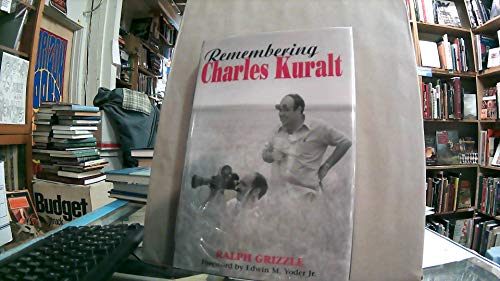 Remembering
Charles Kuralt
RALPH GRIZZLE
Foreword by Edwin M. Yoder Jr.
Budget